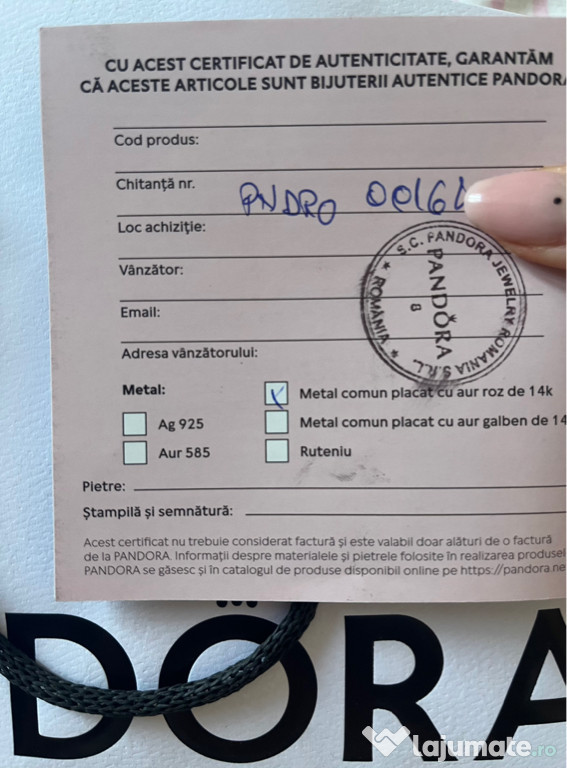 CU ACEST CERTIFICAT DE AUTENTICITATE, GARANTĂM
CĂ ACESTE ARTICOLE SUNT BIJUTERII AUTENTICE PANDORA
Cod produs:
Chitanță nr.
PNDRO 0016
Loc achiziție:
Vânzător:
Email:
Adresa vânzătorului:
S.C. PANDORA JEWELRY ROMANIA S.R.L.
* ROMÂNIA *
PANDÖRA
8
Metal:
X Metal comun placat cu aur roz de 14k
Ag 925
Metal comun placat cu aur galben de 14
Aur 585
Ruteniu
Pietre:
Ștampilă și semnătură:
Acest certificat nu trebuie considerat factură și este valabil doar alături de o factură
de la PANDORA. Informații despre materialele și pietrele folosite în realizarea produsel
PANDORA se găsesc și în catalogul de produse disponibil online pe https://pandora.ne
DÖRA
lajumate.ro